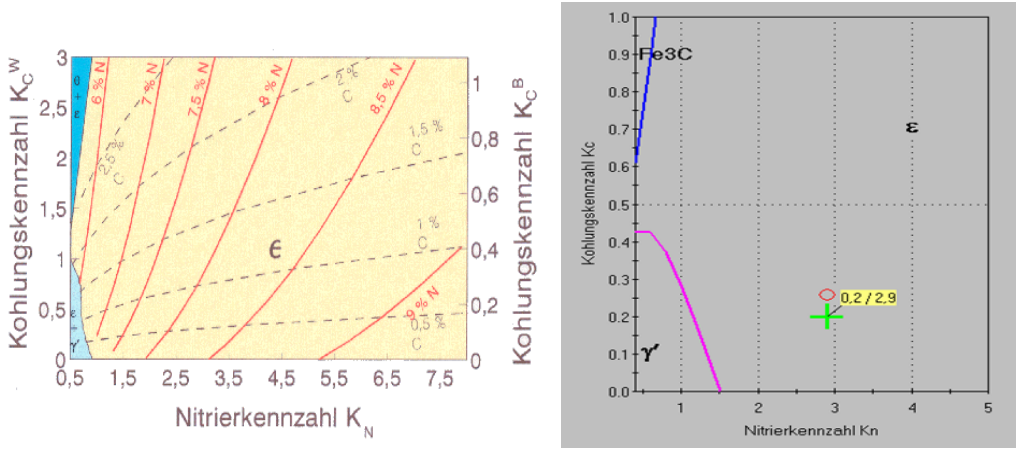 Kohlungskennzahl K_C^W
3
2,5
2
1,5
1
0,5
0
θ
+
ε
ε
+
γ'
6 % N
7 % N
7,5 % N
8 % N
8,5 % N
9 % N
2,5 %
C
2 %
C
1,5 %
C
1 %
C
0,5 %
C
ϵ
0,5
1,5
2,5
3,5
4,5
5,5
6,5
7,5
Nitrierkennzahl K_N
1
0,8
0,6
0,4
0,2
0
Kohlungskennzahl K_C^B
Kohlungskennzahl Kc
1.0
0.9
0.8
0.7
0.6
0.5
0.4
0.3
0.2
0.1
0.0
Fe3C
ε
0,2 / 2,9
γ'
1
2
3
4
5
Nitrierkennzahl Kn